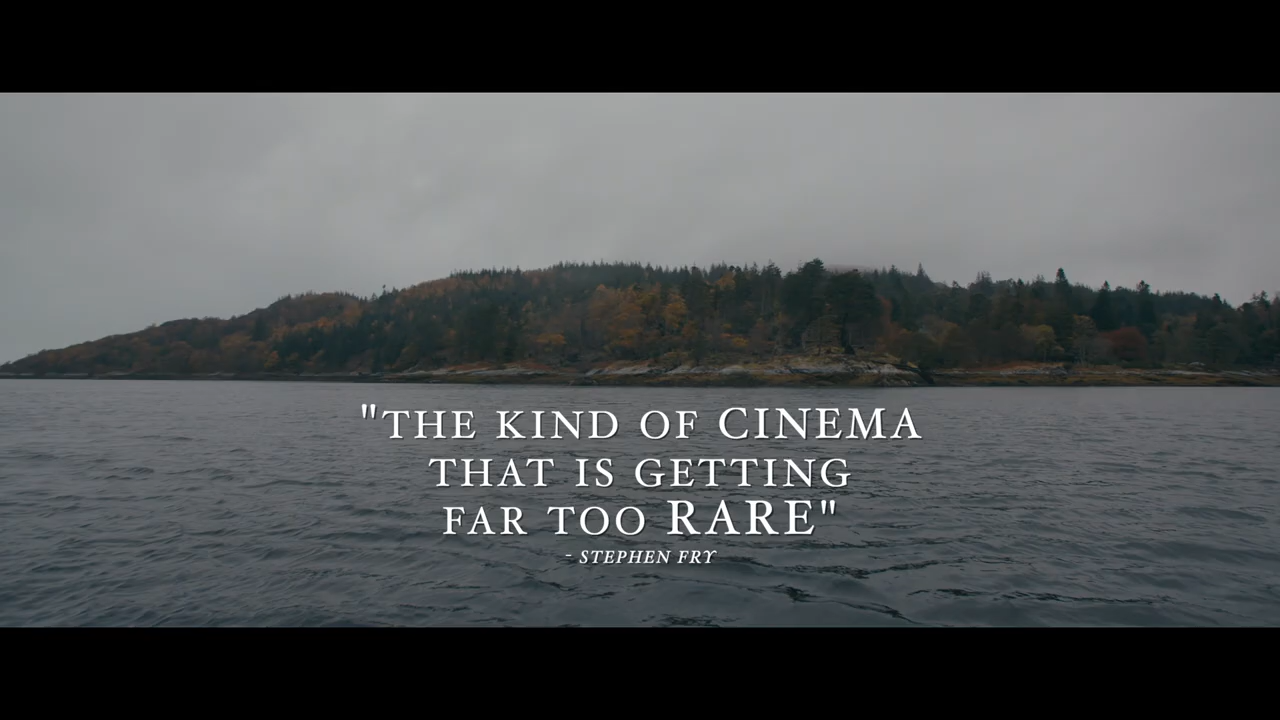 "THE KIND OF CINEMA
THAT IS GETTING
FAR TOO RARE"
- STEPHEN FRY